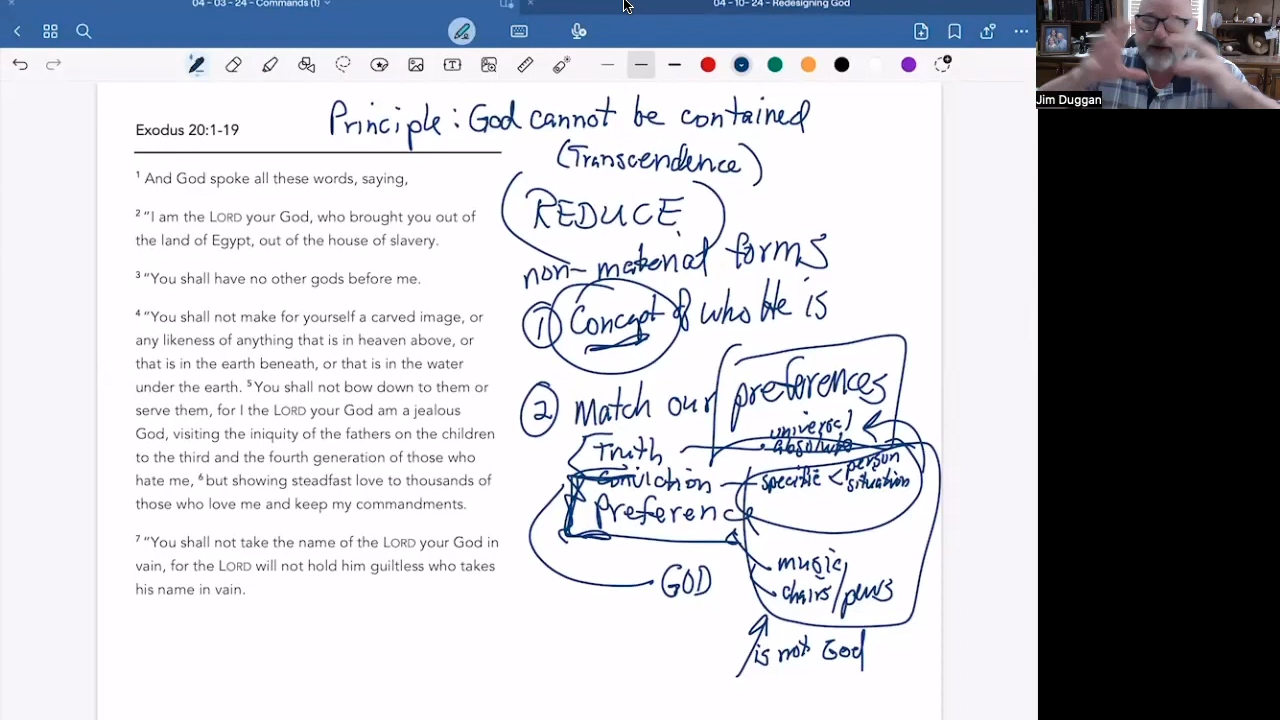 04 - 03 - 24 - Commands (1)
04 - 10- 24 - Redesigning God
Jim Duggan
Principle: God cannot be contained
(Transcendence)
Exodus 20:1-19
REDUCE
non-material forms
① Concept of who He is
② Match our preferences
Truth
universal
absolute
Conviction
specific < person
situation
Preference
music
chairs/pews
GOD
is not God
1 And God spoke all these words, saying,
2 “I am the LORD your God, who brought you out of
the land of Egypt, out of the house of slavery.
3 “You shall have no other gods before me.
4 “You shall not make for yourself a carved image, or
any likeness of anything that is in heaven above, or
that is in the earth beneath, or that is in the water
under the earth. 5 You shall not bow down to them or
serve them, for I the LORD your God am a jealous
God, visiting the iniquity of the fathers on the children
to the third and the fourth generation of those who
hate me, 6 but showing steadfast love to thousands of
those who love me and keep my commandments.
7 “You shall not take the name of the LORD your God in
vain, for the LORD will not hold him guiltless who takes
his name in vain.